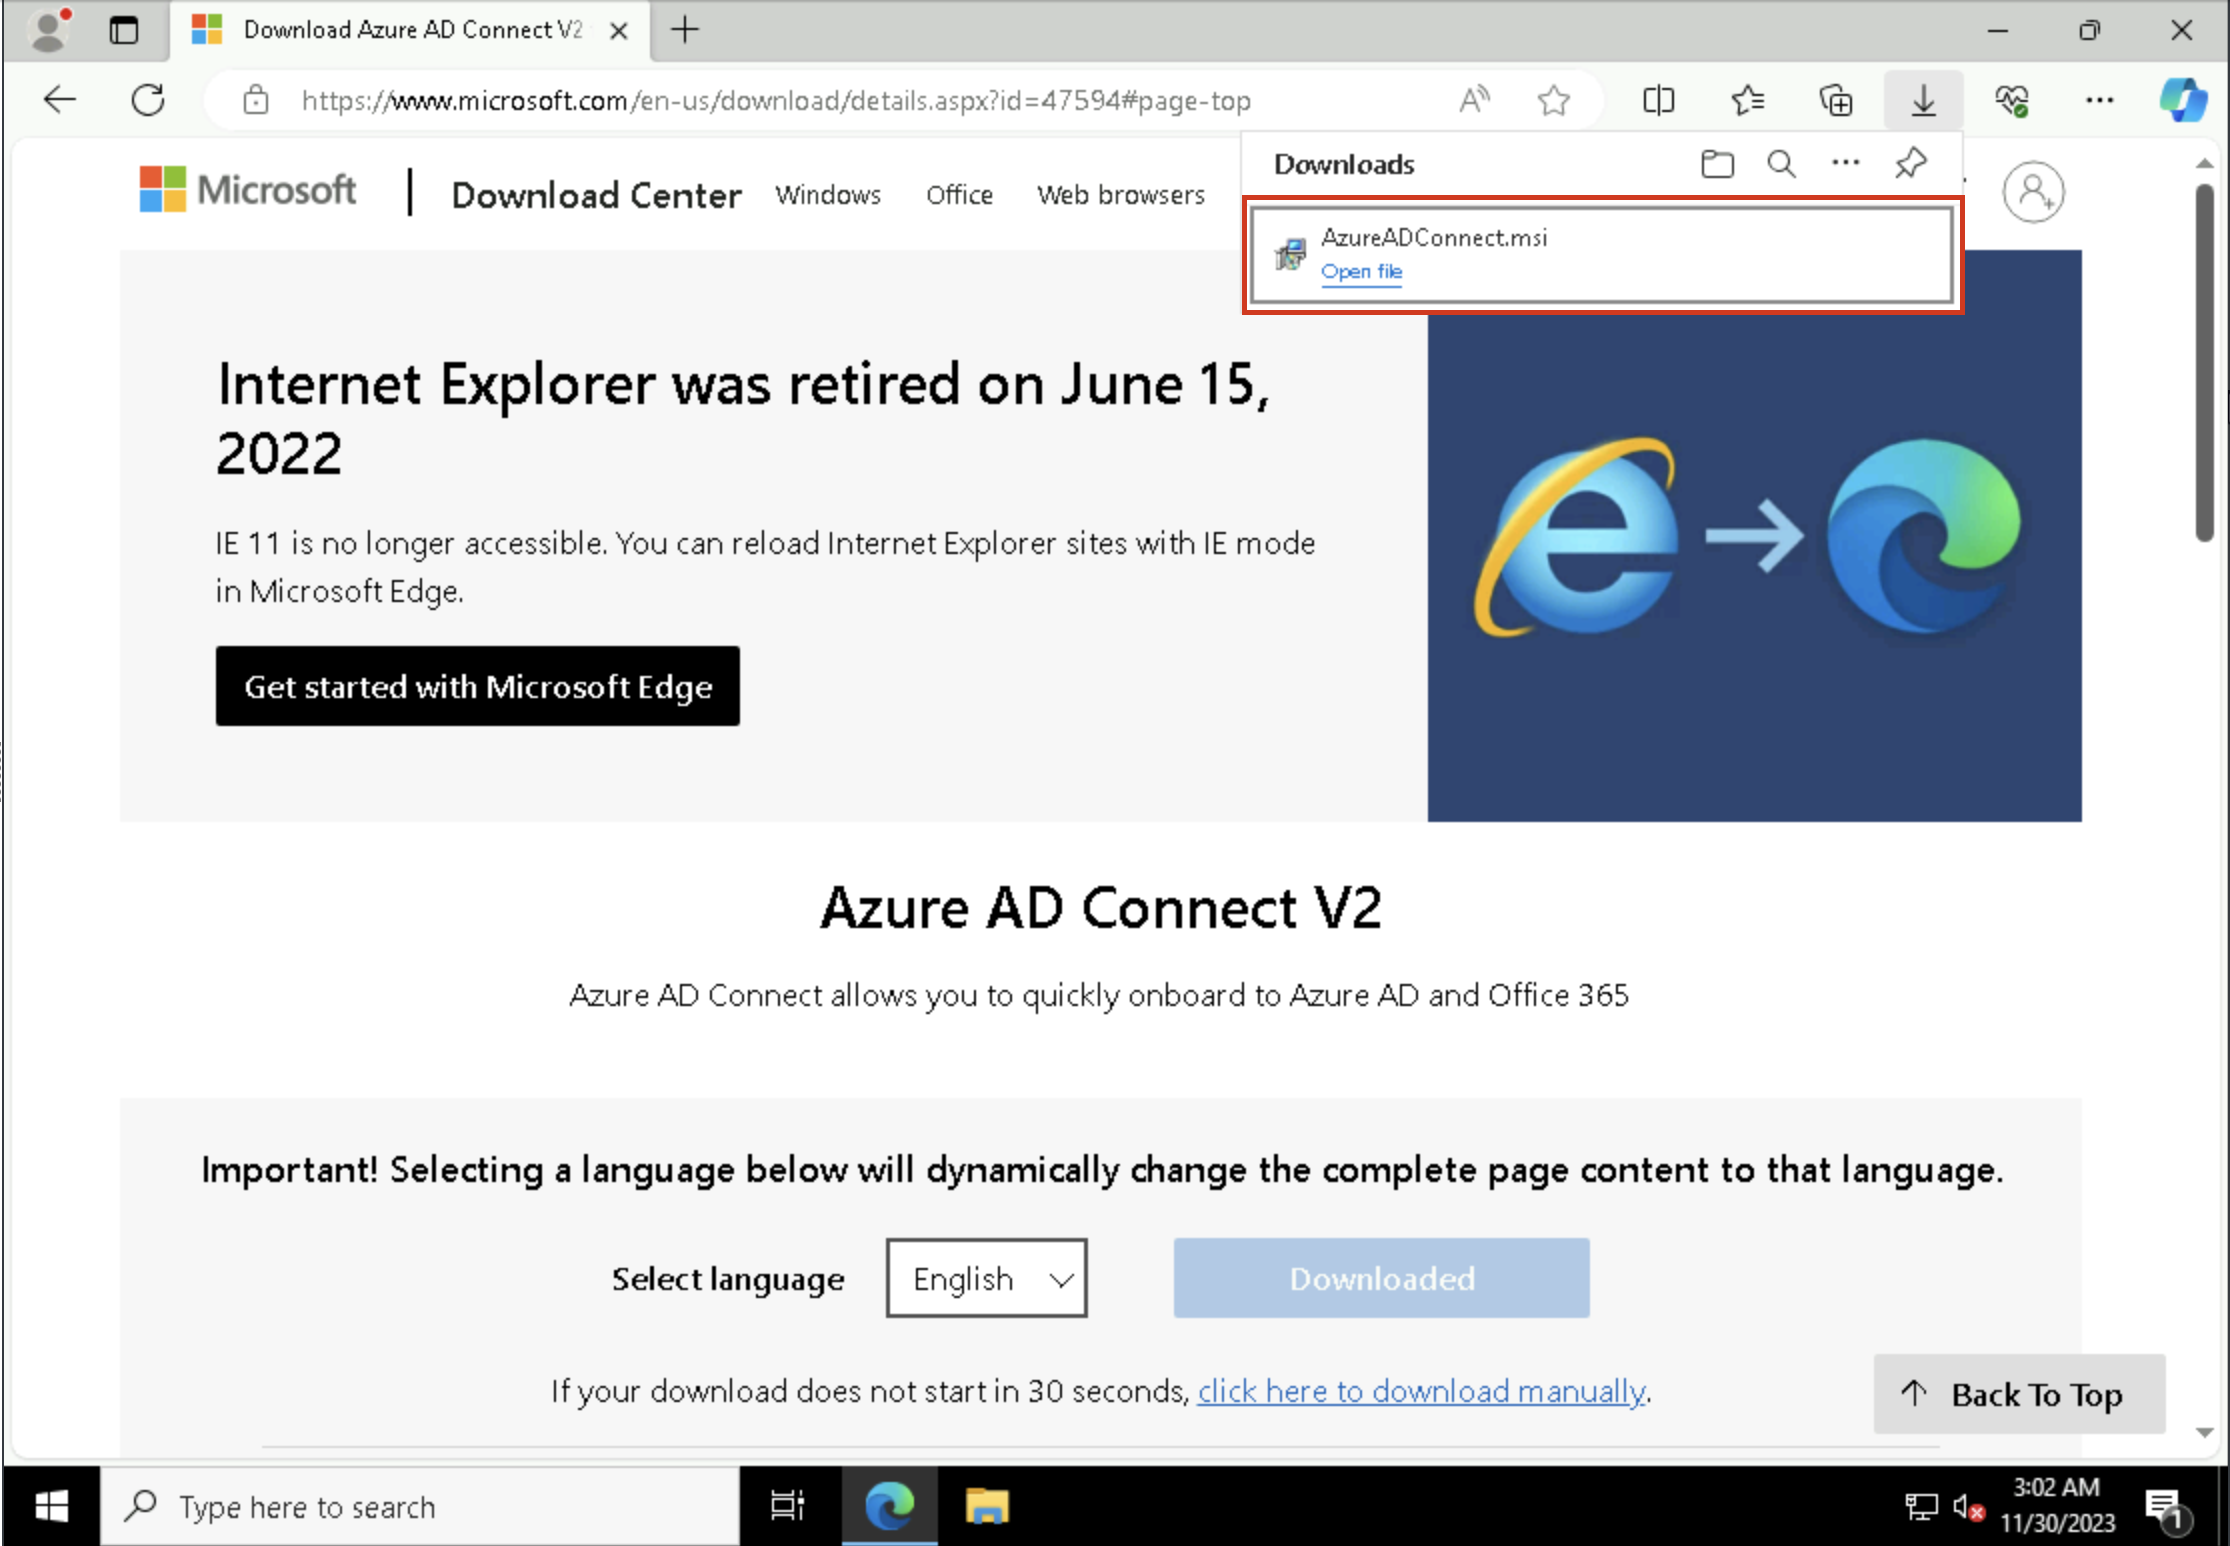 Download Azure AD Connect V2
https://www.microsoft.com/en-us/download/details.aspx?id=47594#page-top
Microsoft
Download Center
Windows
Office
Web browsers
Downloads
AzureADConnect.msi
Open file
Internet Explorer was retired on June 15,
2022
IE 11 is no longer accessible. You can reload Internet Explorer sites with IE mode
in Microsoft Edge.
Get started with Microsoft Edge
Azure AD Connect V2
Azure AD Connect allows you to quickly onboard to Azure AD and Office 365
Important! Selecting a language below will dynamically change the complete page content to that language.
Select language
English
Downloaded
If your download does not start in 30 seconds, click here to download manually.
Back To Top
Type here to search
3:02 AM
11/30/2023
1